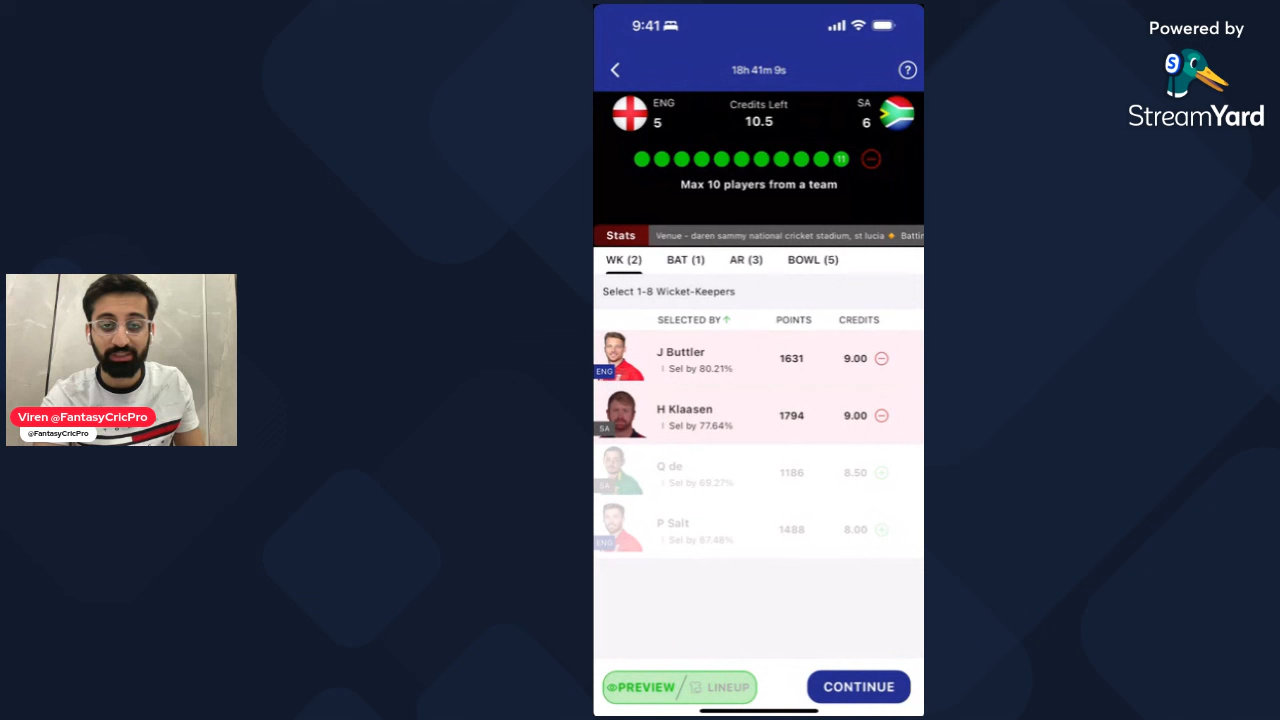 Powered by
S
StreamYard
Viren @FantasyCricPro
@FantasyCricPro
9:41
18h 41m 9s
?
ENG
5
Credits Left
10.5
SA
6
11
Max 10 players from a team
Stats
Venue - daren sammy national cricket stadium, st lucia
WK (2)
BAT (1)
AR (3)
BOWL (5)
Select 1-8 Wicket-Keepers
SELECTED BY
POINTS
CREDITS
J Buttler
1631
9.00
ENG
Sel by 80.21%
H Klaasen
1794
9.00
SA
Sel by 77.64%
Q de
1186
8.50
SA
Sel by 69.27%
P Salt
1488
8.00
ENG
Sel by 67.48%
PREVIEW
LINEUP
CONTINUE